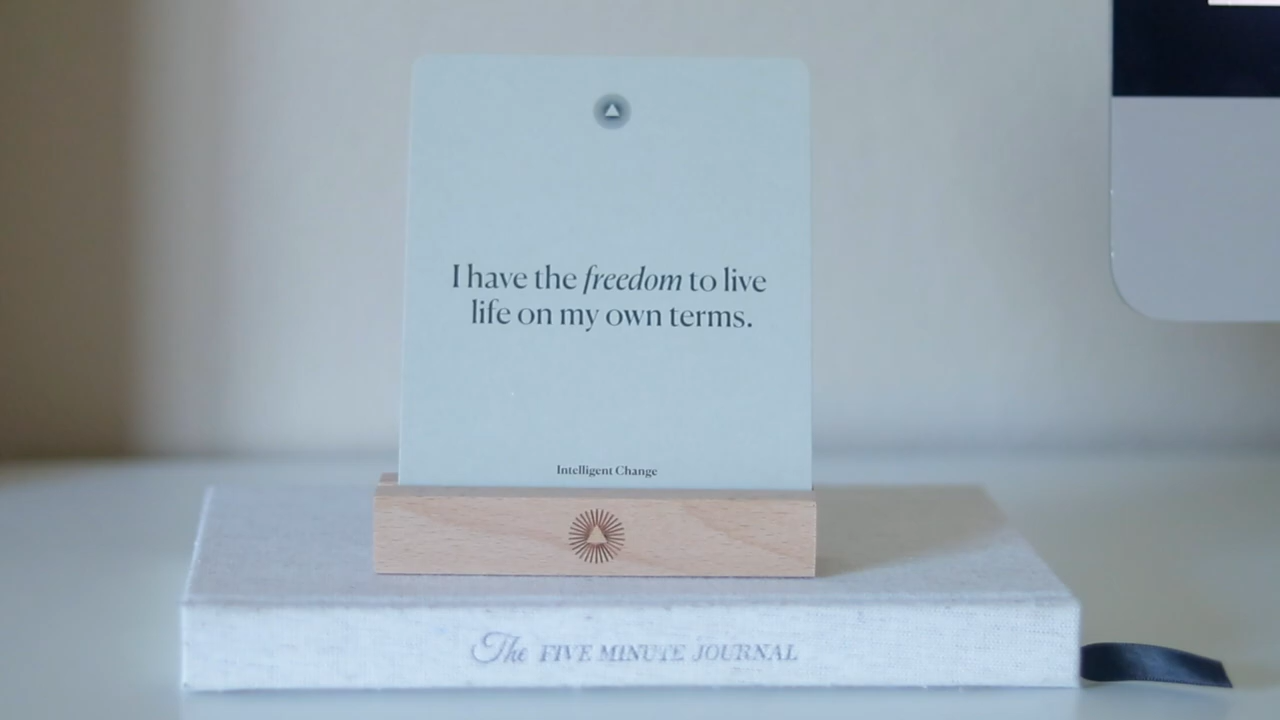 I have the freedom to live
life on my own terms.
Intelligent Change
The FIVE MINUTE JOURNAL